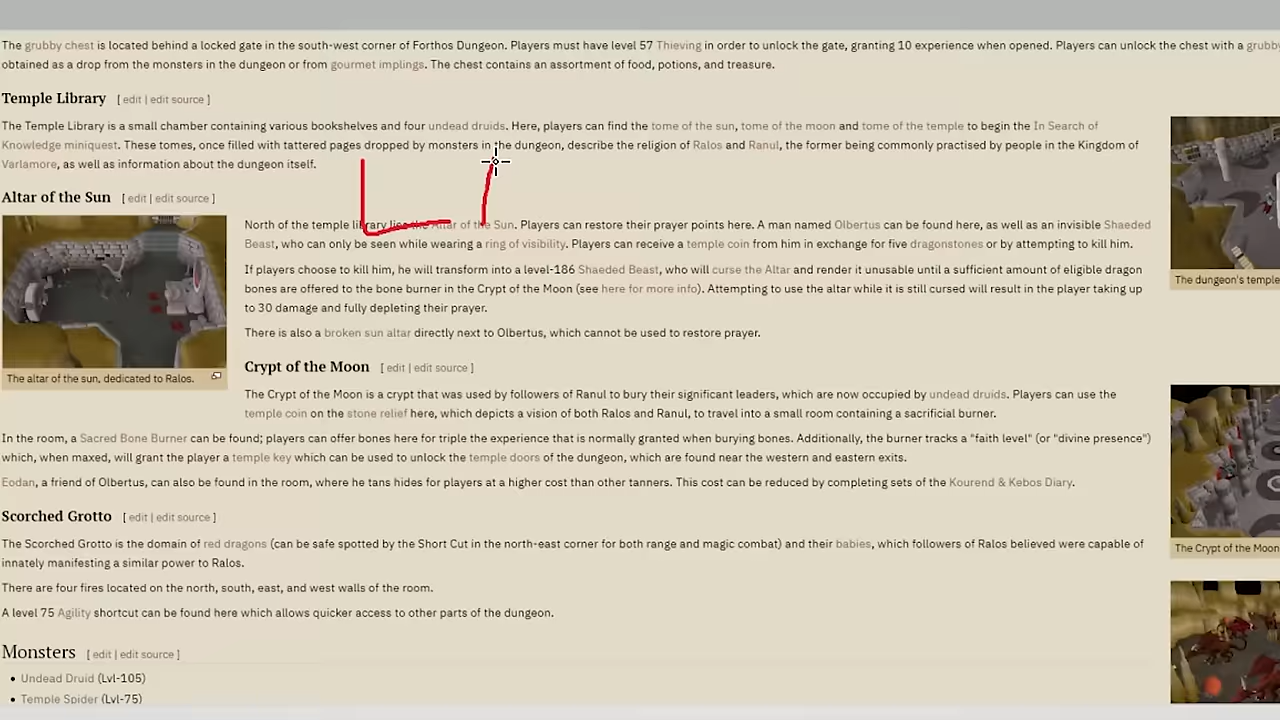 The grubby chest is located behind a locked gate in the south-west corner of Forthos Dungeon. Players must have level 57 Thieving in order to unlock the gate, granting 10 experience when opened. Players can unlock the chest with a grubby
obtained as a drop from the monsters in the dungeon or from gourmet implings. The chest contains an assortment of food, potions, and treasure.
Temple Library [ edit | edit source ]
The Temple Library is a small chamber containing various bookshelves and four undead druids. Here, players can find the tome of the sun, tome of the moon and tome of the temple to begin the In Search of
Knowledge miniquest. These tomes, once filled with tattered pages dropped by monsters in the dungeon, describe the religion of Ralos and Ranul, the former being commonly practised by people in the Kingdom of
Varlamore, as well as information about the dungeon itself.
Altar of the Sun [ edit | edit source ]
North of the temple library lies the Altar of the Sun. Players can restore their prayer points here. A man named Olbertus can be found here, as well as an invisible Shaeded
Beast, who can only be seen while wearing a ring of visibility. Players can receive a temple coin from him in exchange for five dragonstones or by attempting to kill him.
If players choose to kill him, he will transform into a level-186 Shaeded Beast, who will curse the Altar and render it unusable until a sufficient amount of eligible dragon
bones are offered to the bone burner in the Crypt of the Moon (see here for more info). Attempting to use the altar while it is still cursed will result in the player taking up
to 30 damage and fully depleting their prayer.
There is also a broken sun altar directly next to Olbertus, which cannot be used to restore prayer.
The altar of the sun, dedicated to Ralos.
The dungeon's temple
Crypt of the Moon [ edit | edit source ]
The Crypt of the Moon is a crypt that was used by followers of Ranul to bury their significant leaders, which are now occupied by undead druids. Players can use the
temple coin on the stone relief here, which depicts a vision of both Ralos and Ranul, to travel into a small room containing a sacrificial burner.
In the room, a Sacred Bone Burner can be found; players can offer bones here for triple the experience that is normally granted when burying bones. Additionally, the burner tracks a "faith level" (or "divine presence")
which, when maxed, will grant the player a temple key which can be used to unlock the temple doors of the dungeon, which are found near the western and eastern exits.
Eodan, a friend of Olbertus, can also be found in the room, where he tans hides for players at a higher cost than other tanners. This cost can be reduced by completing sets of the Kourend & Kebos Diary.
The Crypt of the Moon
Scorched Grotto [ edit | edit source ]
The Scorched Grotto is the domain of red dragons (can be safe spotted by the Short Cut in the north-east corner for both range and magic combat) and their babies, which followers of Ralos believed were capable of
innately manifesting a similar power to Ralos.
There are four fires located on the north, south, east, and west walls of the room.
A level 75 Agility shortcut can be found here which allows quicker access to other parts of the dungeon.
Monsters [ edit | edit source ]
• Undead Druid (Lvl-105)
• Temple Spider (Lvl-75)